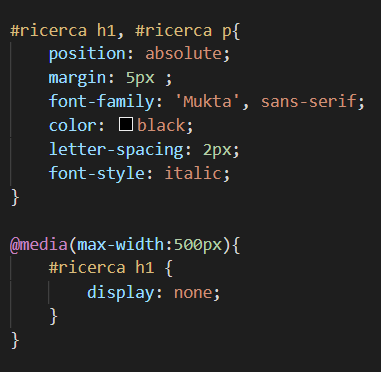 #ricerca h1, #ricerca p{
    position: absolute;
    margin: 5px ;
    font-family: 'Mukta', sans-serif;
    color: black;
    letter-spacing: 2px;
    font-style: italic;
}

@media(max-width:500px){
    #ricerca h1 {
        display: none;
    }
}